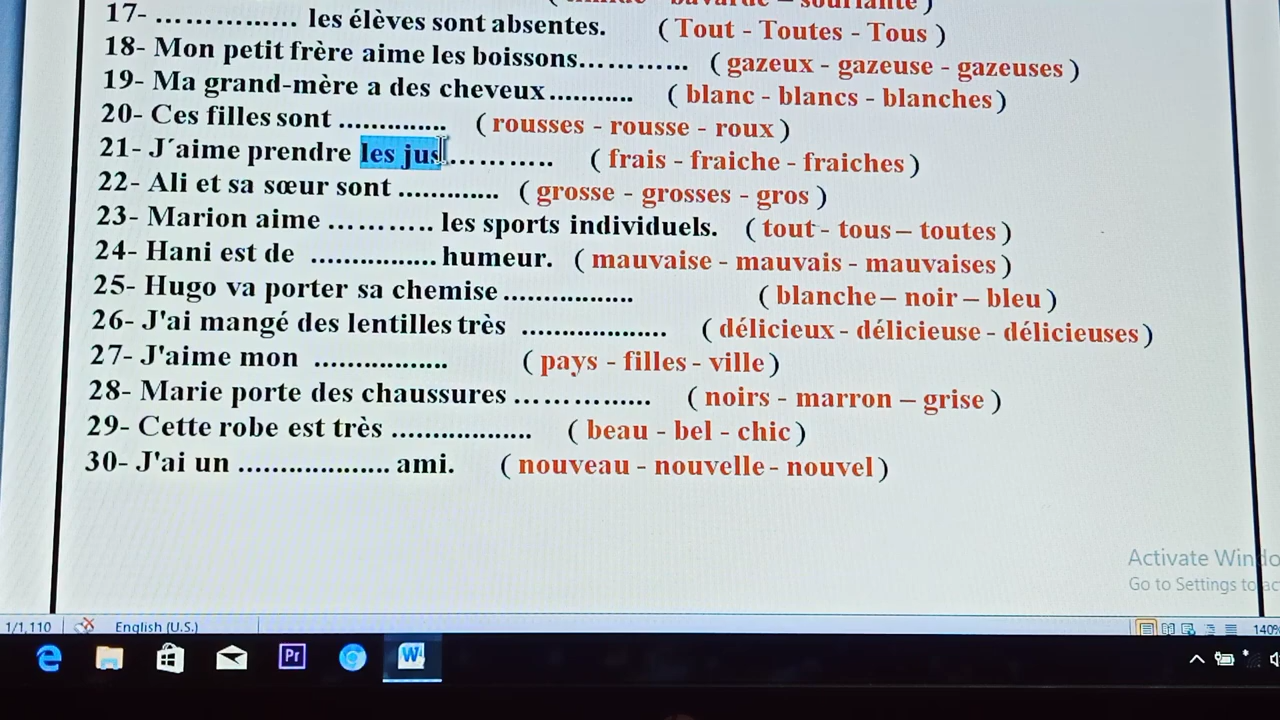 souriante )
17- …………… les élèves sont absentes. ( Tout - Toutes - Tous )
18- Mon petit frère aime les boissons………… ( gazeux - gazeuse - gazeuses )
19- Ma grand-mère a des cheveux........... ( blanc - blancs - blanches )
20- Ces filles sont .............. ( rousses - rousse - roux )
21- J´aime prendre les jus………… ( frais - fraiche - fraiches )
22- Ali et sa sœur sont ............. ( grosse - grosses - gros )
23- Marion aime ………. les sports individuels. ( tout - tous – toutes )
24- Hani est de ................ humeur. ( mauvaise - mauvais - mauvaises )
25- Hugo va porter sa chemise ................. ( blanche – noir – bleu )
26- J'ai mangé des lentilles très ................... ( délicieux - délicieuse - délicieuses )
27- J'aime mon ................. ( pays - filles - ville )
28- Marie porte des chaussures ………….. ( noirs - marron – grise )
29- Cette robe est très ................. ( beau - bel - chic )
30- J'ai un ................... ami. ( nouveau - nouvelle - nouvel )
Activate Windo
Go to Settings to ac
1/1,110 English (U.S.) 140%
Pr W